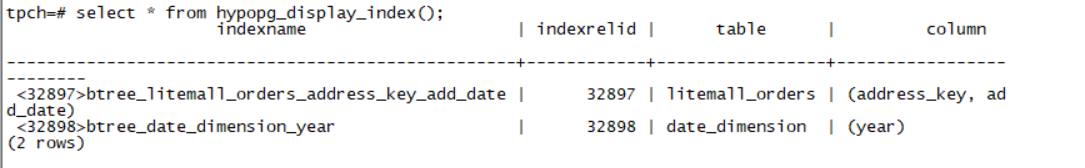 tpch=# select * from hypopg_display_index();
                     indexname                      | indexrelid |      table      |         column
----------------------------------------------------+------------+-----------------+-----------------
--------
 <32897>btree_litemall_orders_address_key_add_date |      32897 | litemall_orders | (address_key, ad
d_date)
 <32898>btree_date_dimension_year                   |      32898 | date_dimension  | (year)
(2 rows)